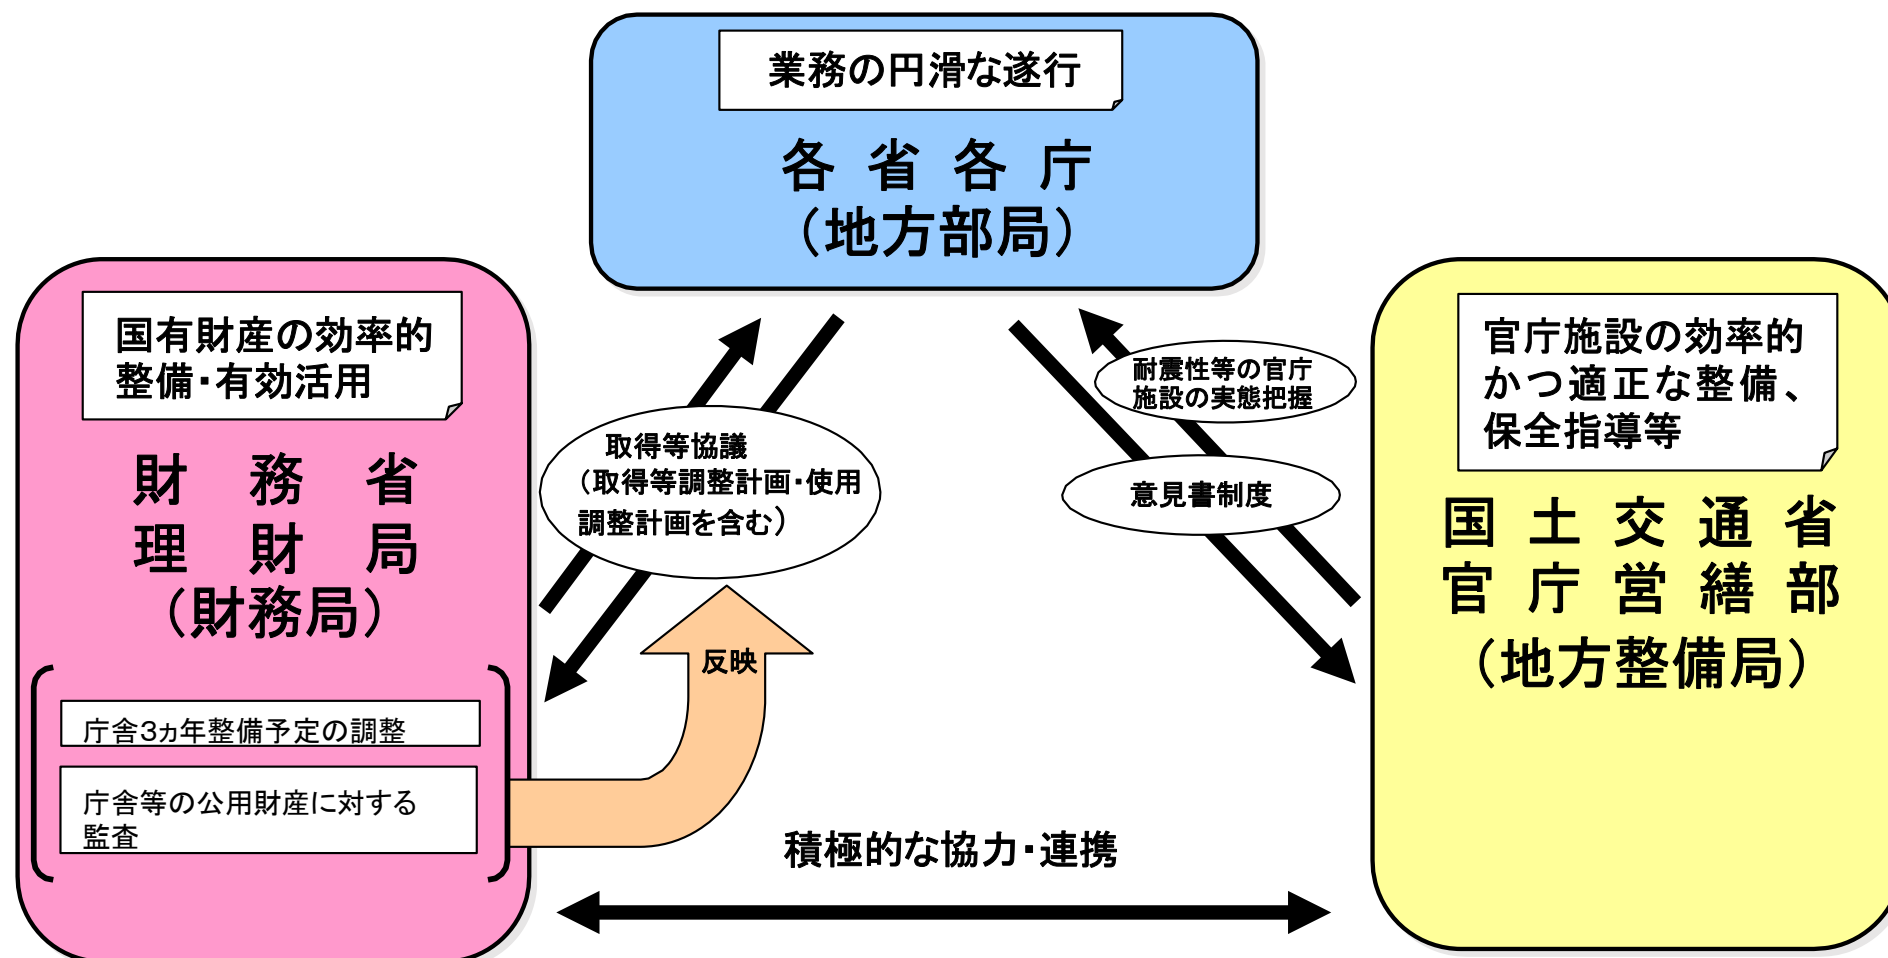 業務の円滑な遂行
各省各庁
（地方部局）
国有財産の効率的
整備・有効活用
財務省
理財局
（財務局）
庁舎３ヵ年整備予定の調整
庁舎等の公用財産に対する
監査
取得等協議
（取得等調整計画・使用
調整計画を含む）
反映
耐震性等の官庁
施設の実態把握
意見書制度
官庁施設の効率的
かつ適正な整備、
保全指導等
国土交通省
官庁営繕部
（地方整備局）
積極的な協力・連携